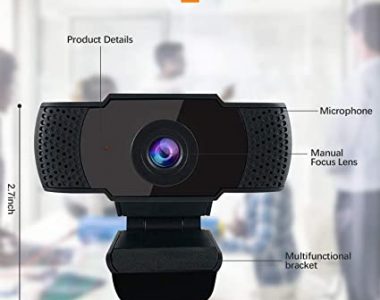 Product Details
Microphone
Manual
Focus Lens
2.7inch
Multifunctional
bracket